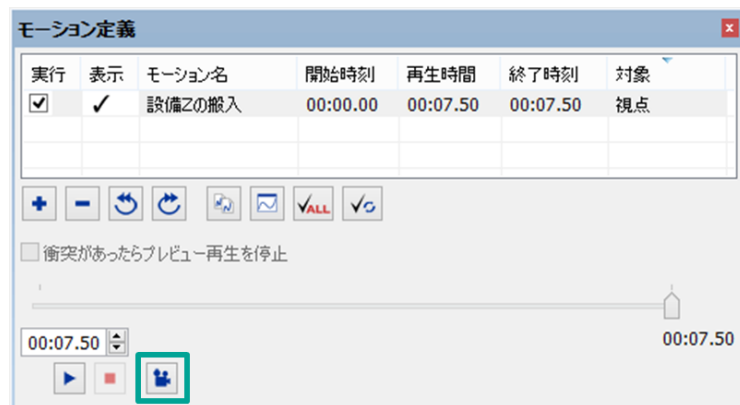 モーション定義
実行 表示 モーション名 開始時刻 再生時間 終了時刻 対象
設備Zの搬入 00:00.00 00:07.50 00:07.50 視点
ALL
衝突があったらプレビュー再生を停止
00:07.50 00:07.50